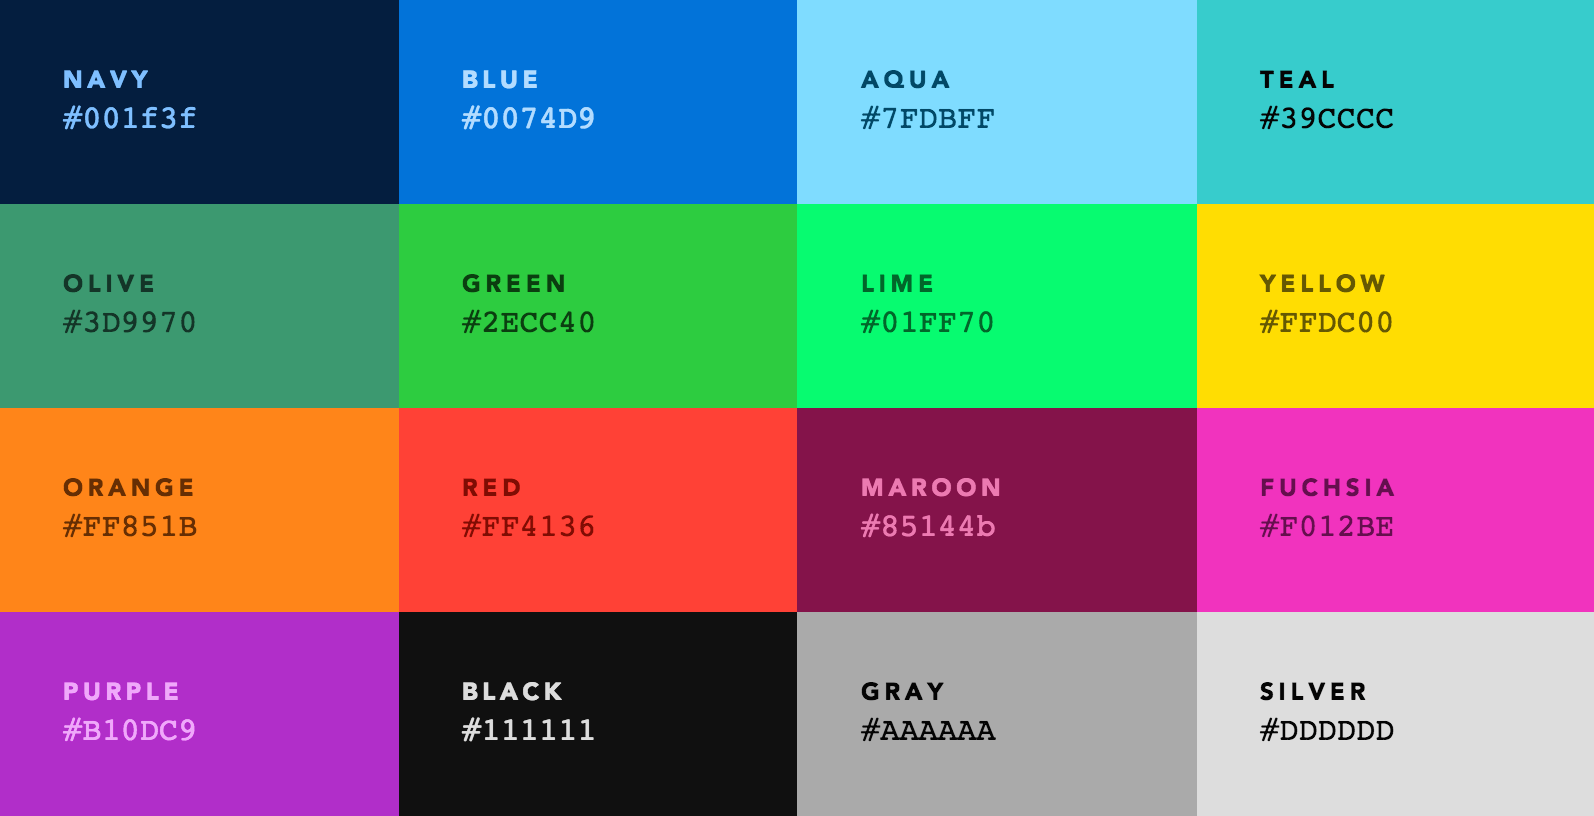 NAVY
#001f3f
BLUE
#0074D9
AQUA
#7FDBFF
TEAL
#39CCCC
OLIVE
#3D9970
GREEN
#2ECC40
LIME
#01FF70
YELLOW
#FFDC00
ORANGE
#FF851B
RED
#FF4136
MAROON
#85144b
FUCHSIA
#F012BE
PURPLE
#B10DC9
BLACK
#111111
GRAY
#AAAAAA
SILVER
#DDDDDD